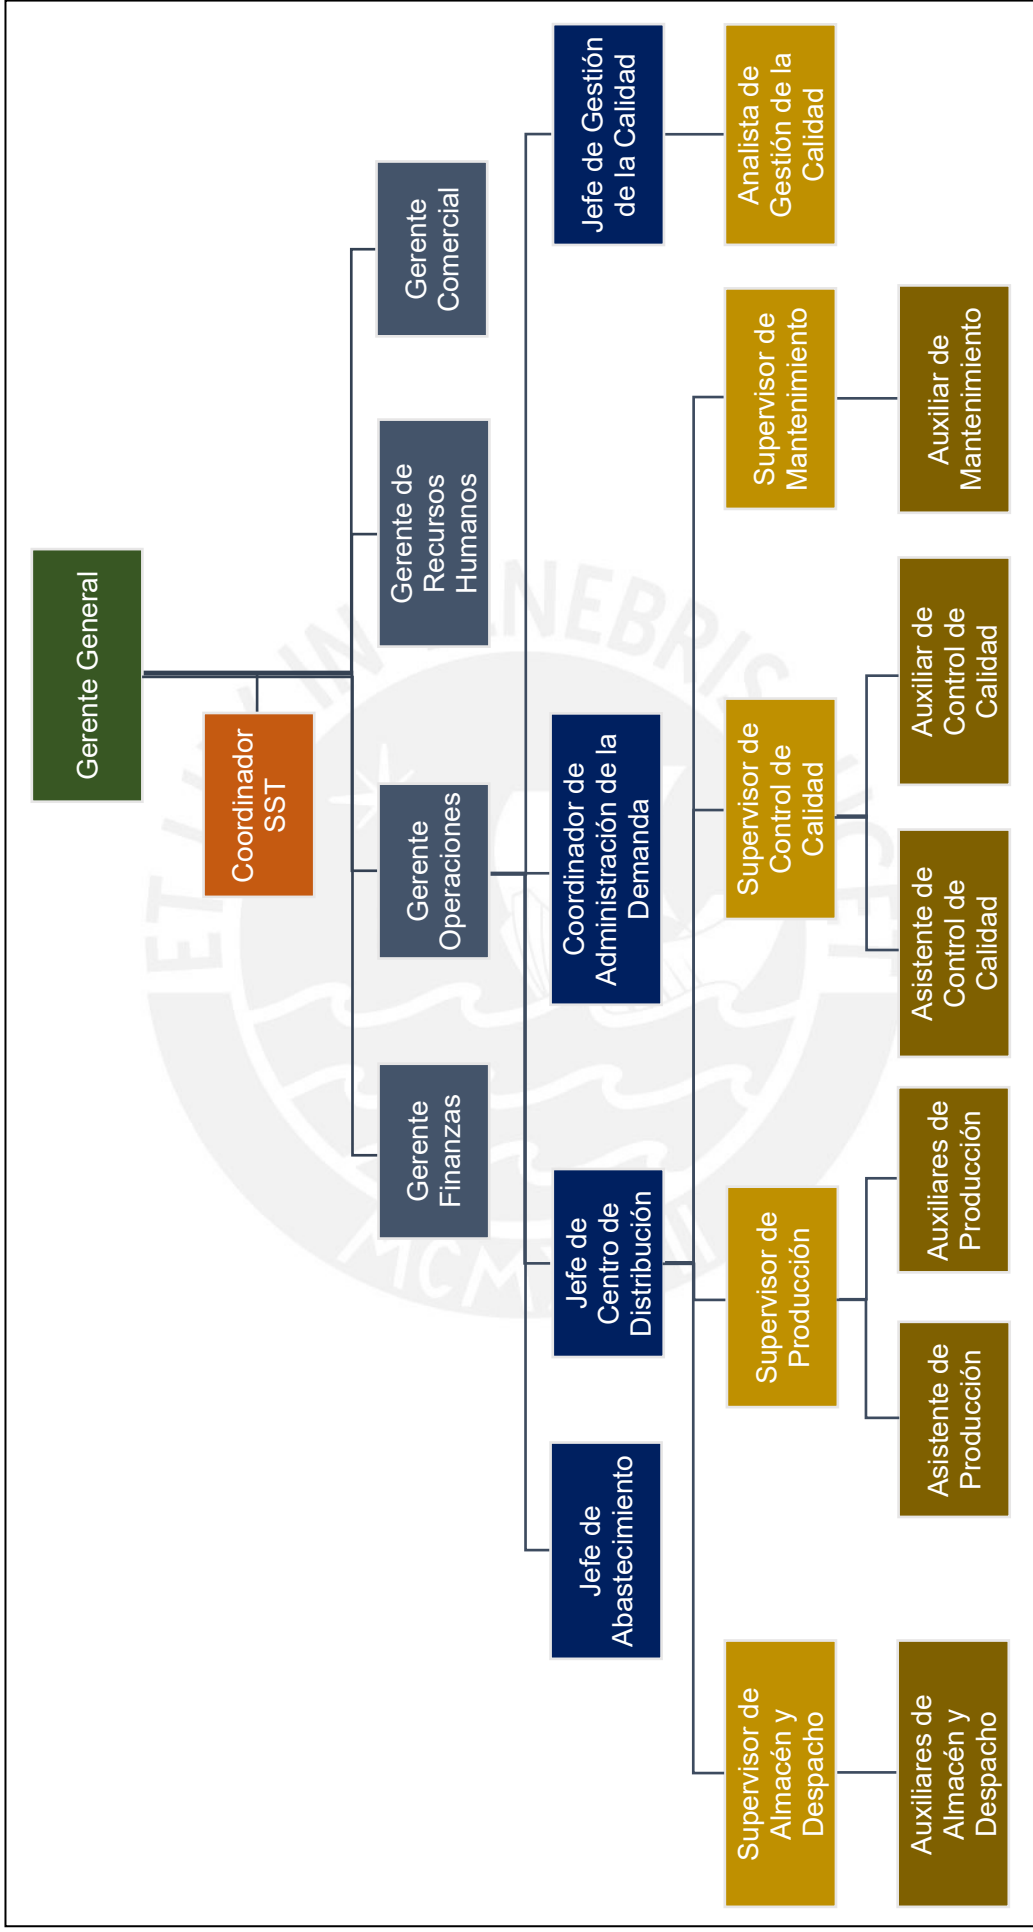 Gerente General
Coordinador
SST
Gerente
Finanzas
Gerente
Operaciones
Gerente de
Recursos
Humanos
Gerente
Comercial
Jefe de
Abastecimiento
Jefe de
Centro de
Distribución
Coordinador de
Administración de la
Demanda
Jefe de Gestión
de la Calidad
Supervisor de
Almacén y
Despacho
Supervisor de
Producción
Supervisor de
Control de
Calidad
Supervisor de
Mantenimiento
Analista de
Gestión de la
Calidad
Auxiliares de
Almacén y
Despacho
Asistente de
Producción
Auxiliares de
Producción
Asistente de
Control de
Calidad
Auxiliar de
Control de
Calidad
Auxiliar de
Mantenimiento